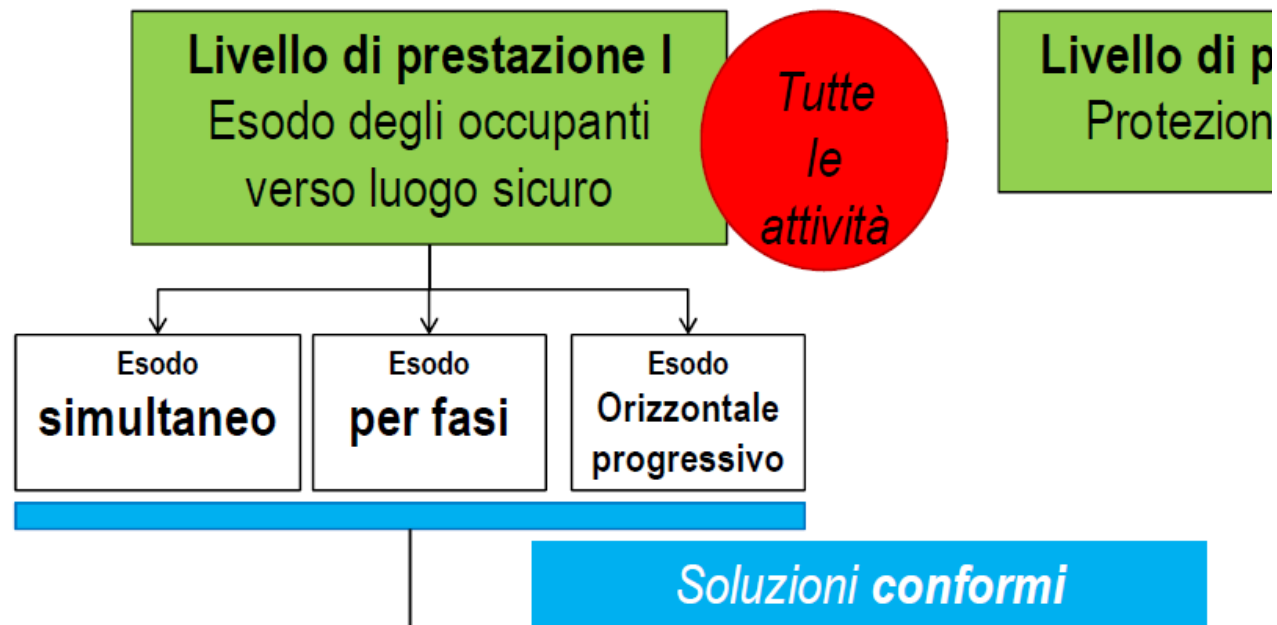 Livello di prestazione I
Esodo degli occupanti
verso luogo sicuro
Tutte
le
attività
Livello di
Esodo
simultaneo
Esodo
per fasi
Esodo
Orizzontale
progressivo
Soluzioni conformi